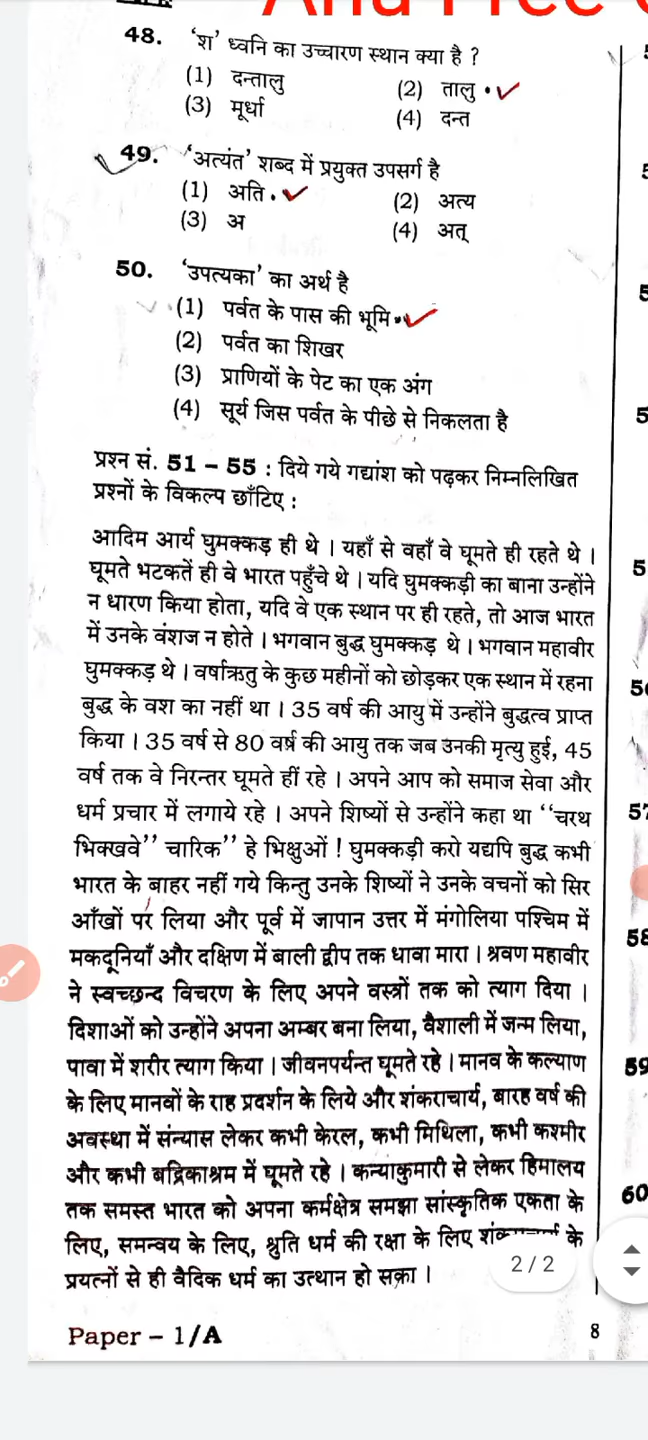 And Free
48. ‘श’ ध्वनि का उच्चारण स्थान क्या है ?
(1) दन्तालु
(2) तालु
(3) मूर्धा
(4) दन्त
49. ‘अत्यंत’ शब्द में प्रयुक्त उपसर्ग है
(1) अति
(2) अत्य
(3) अ
(4) अत्
50. ‘उपत्यका’ का अर्थ है
(1) पर्वत के पास की भूमि
(2) पर्वत का शिखर
(3) प्राणियों के पेट का एक अंग
(4) सूर्य जिस पर्वत के पीछे से निकलता है
प्रश्न सं. 51 – 55 : दिये गये गद्यांश को पढ़कर निम्नलिखित
प्रश्नों के विकल्प छाँटिए :
आदिम आर्य घुमक्कड़ ही थे । यहाँ से वहाँ वे घूमते ही रहते थे ।
घूमते भटकतें ही वे भारत पहुँचे थे । यदि घुमक्कड़ी का बाना उन्होंने
न धारण किया होता, यदि वे एक स्थान पर ही रहते, तो आज भारत
में उनके वंशज न होते । भगवान बुद्ध घुमक्कड़ थे । भगवान महावीर
घुमक्कड़ थे । वर्षाऋतु के कुछ महीनों को छोड़कर एक स्थान में रहना
बुद्ध के वश का नहीं था । 35 वर्ष की आयु में उन्होंने बुद्धत्व प्राप्त
किया । 35 वर्ष से 80 वर्ष की आयु तक जब उनकी मृत्यु हुई, 45
वर्ष तक वे निरन्तर घूमते हीं रहे । अपने आप को समाज सेवा और
धर्म प्रचार में लगाये रहे । अपने शिष्यों से उन्होंने कहा था ‘‘चरथ
भिक्खवे’’ चारिक’’ हे भिक्षुओं ! घुमक्कड़ी करो यद्यपि बुद्ध कभी
भारत के बाहर नहीं गये किन्तु उनके शिष्यों ने उनके वचनों को सिर
आँखों पर लिया और पूर्व में जापान उत्तर में मंगोलिया पश्चिम में
मकदूनियाँ और दक्षिण में बाली द्वीप तक धावा मारा । श्रवण महावीर
ने स्वच्छन्द विचरण के लिए अपने वस्त्रों तक को त्याग दिया ।
दिशाओं को उन्होंने अपना अम्बर बना लिया, वैशाली में जन्म लिया,
पावा में शरीर त्याग किया । जीवनपर्यन्त घूमते रहे । मानव के कल्याण
के लिए मानवों के राह प्रदर्शन के लिये और शंकराचार्य, बारह वर्ष की
अवस्था में संन्यास लेकर कभी केरल, कभी मिथिला, कभी कश्मीर
और कभी बद्रिकाश्रम में घूमते रहे । कन्याकुमारी से लेकर हिमालय
तक समस्त भारत को अपना कर्मक्षेत्र समझा सांस्कृतिक एकता के
लिए, समन्वय के लिए, श्रुति धर्म की रक्षा के लिए के
प्रयत्नों से ही वैदिक धर्म का उत्थान हो सका ।
2/2
Paper – 1/A
8
57
58
59
60